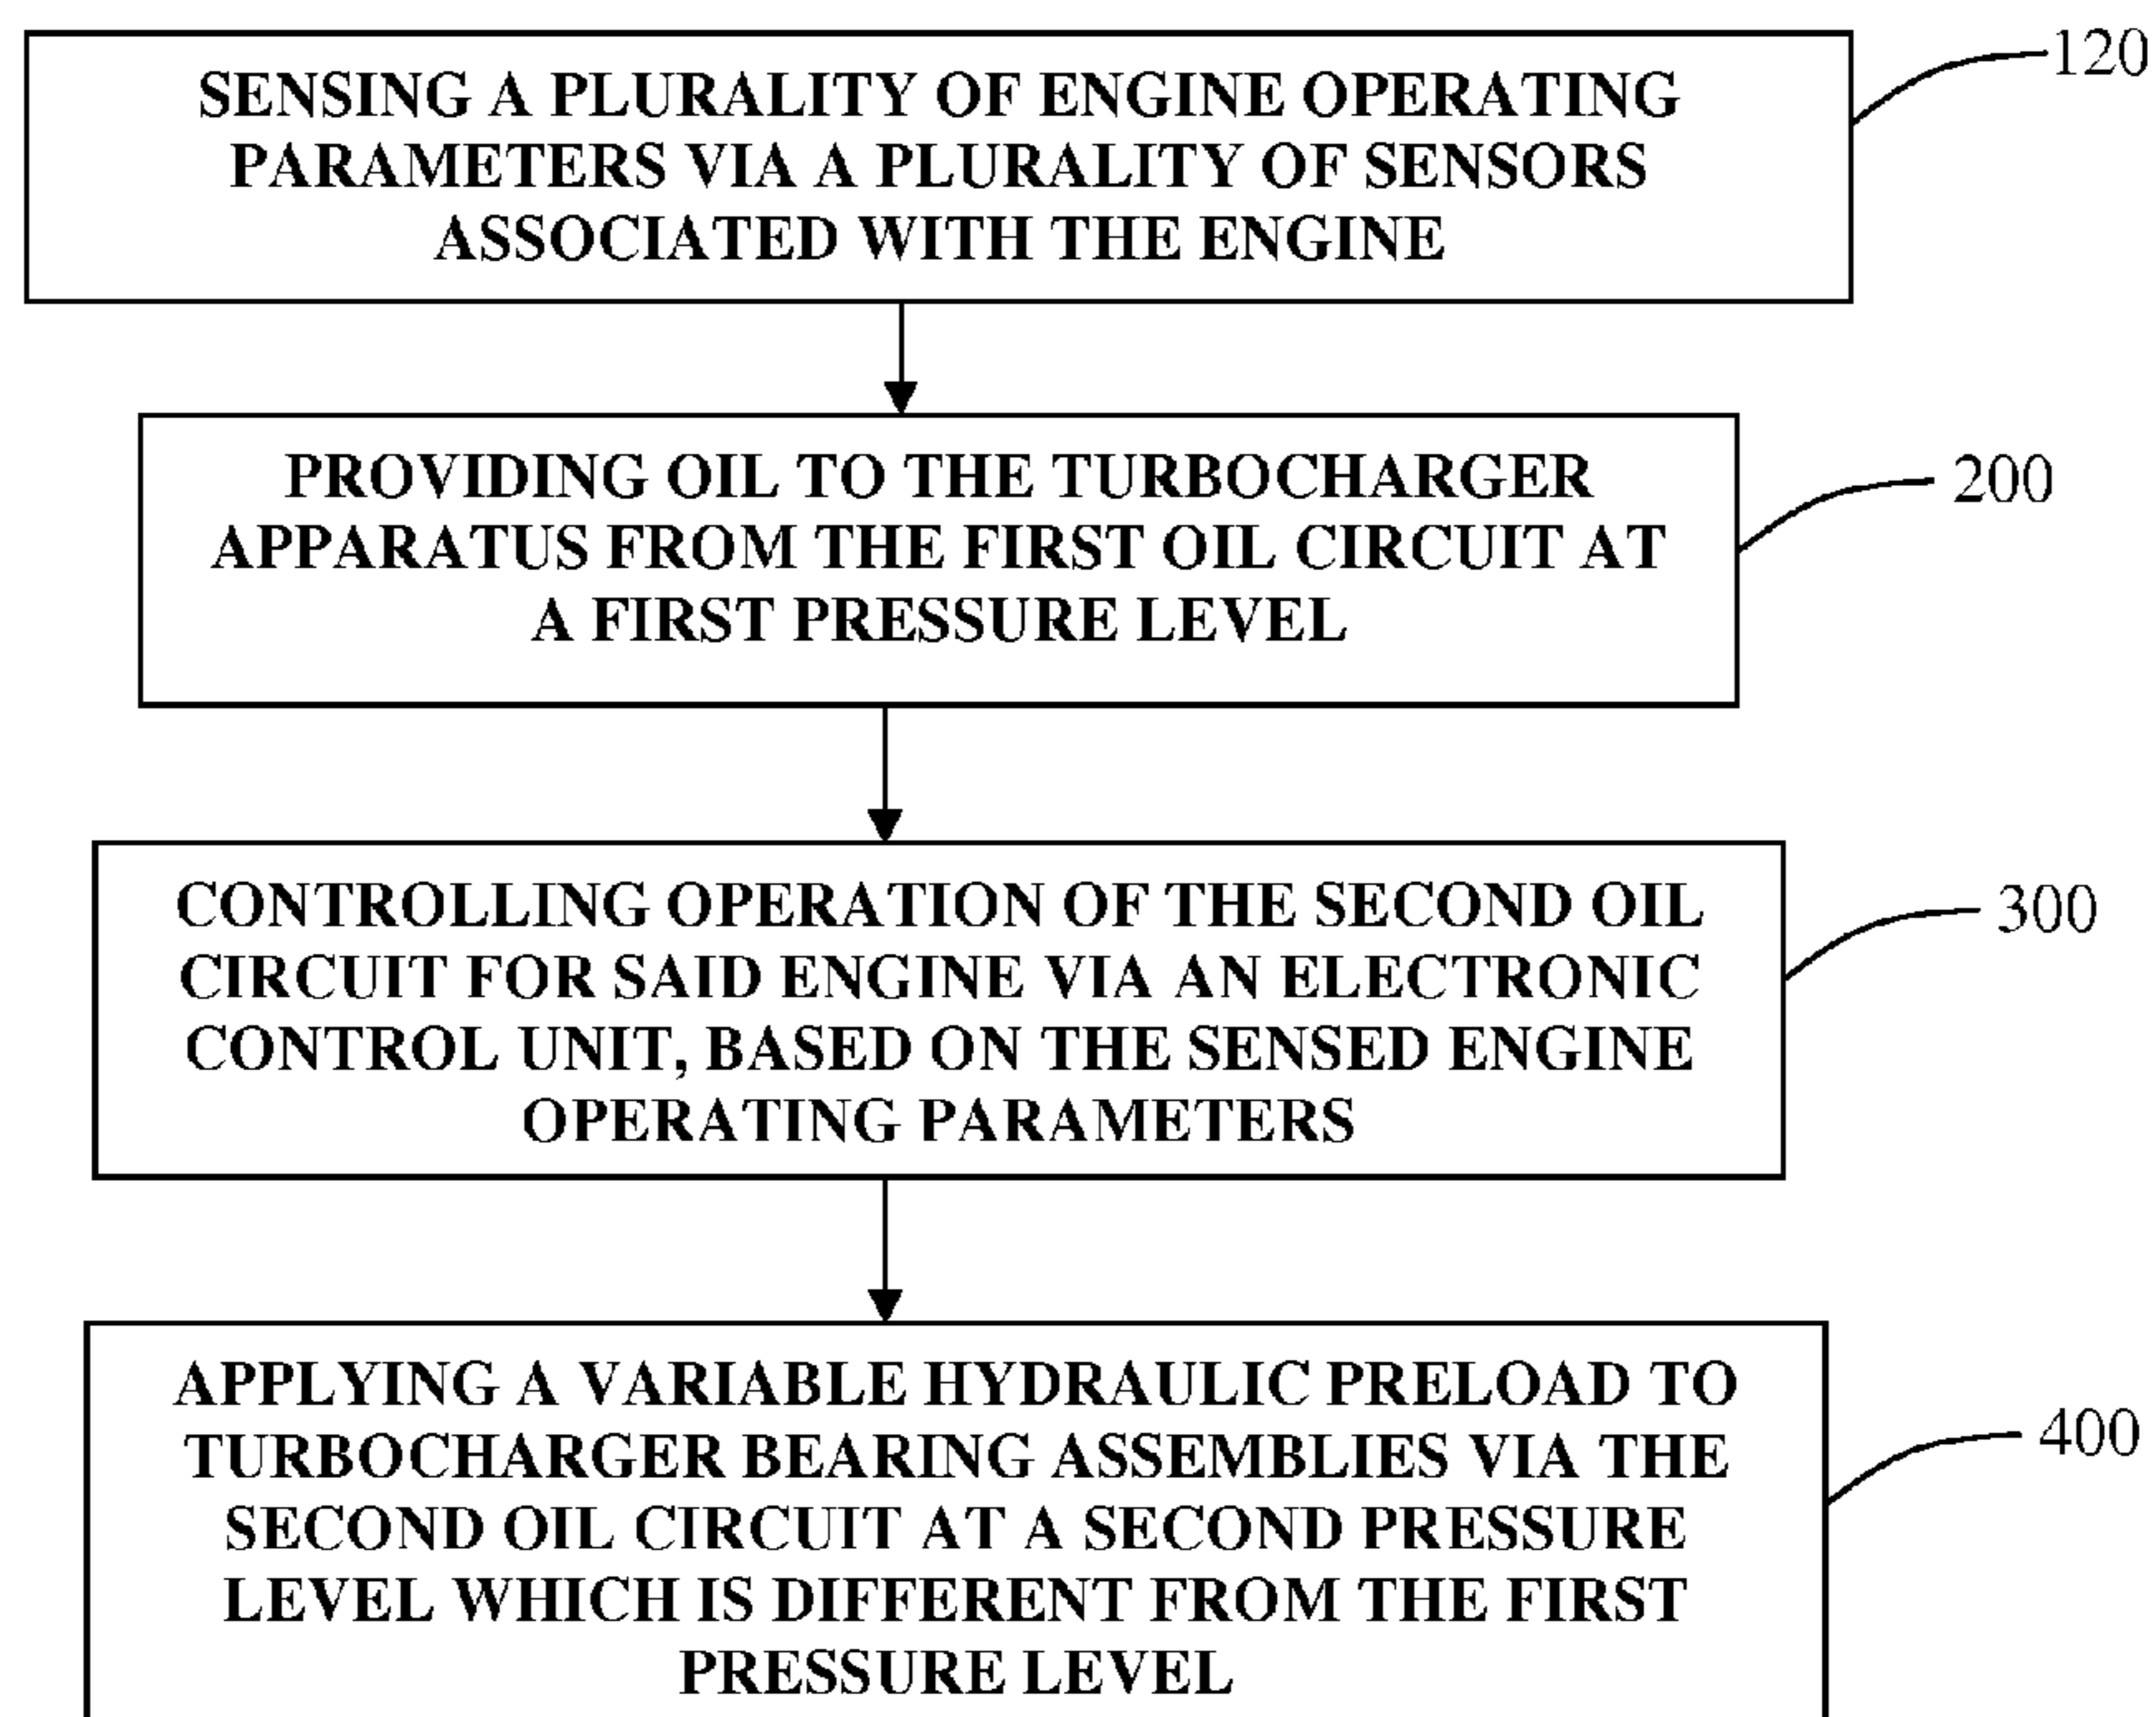 SENSING A PLURALITY OF ENGINE OPERATING
PARAMETERS VIA A PLURALITY OF SENSORS
ASSOCIATED WITH THE ENGINE
120
PROVIDING OIL TO THE TURBOCHARGER
APPARATUS FROM THE FIRST OIL CIRCUIT AT
A FIRST PRESSURE LEVEL
200
CONTROLLING OPERATION OF THE SECOND OIL
CIRCUIT FOR SAID ENGINE VIA AN ELECTRONIC
CONTROL UNIT, BASED ON THE SENSED ENGINE
OPERATING PARAMETERS
300
APPLYING A VARIABLE HYDRAULIC PRELOAD TO
TURBOCHARGER BEARING ASSEMBLIES VIA THE
SECOND OIL CIRCUIT AT A SECOND PRESSURE
LEVEL WHICH IS DIFFERENT FROM THE FIRST
PRESSURE LEVEL
400